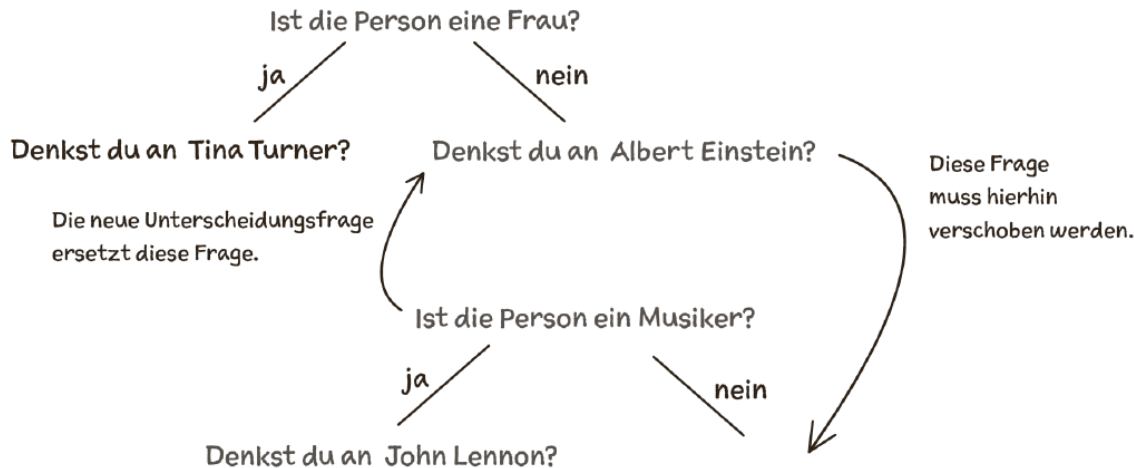 Ist die Person eine Frau?
ja
nein
Denkst du an Tina Turner?
Denkst du an Albert Einstein?
Diese Frage
muss hierhin
verschoben werden.
Die neue Unterscheidungsfrage
ersetzt diese Frage.
Ist die Person ein Musiker?
ja
nein
Denkst du an John Lennon?